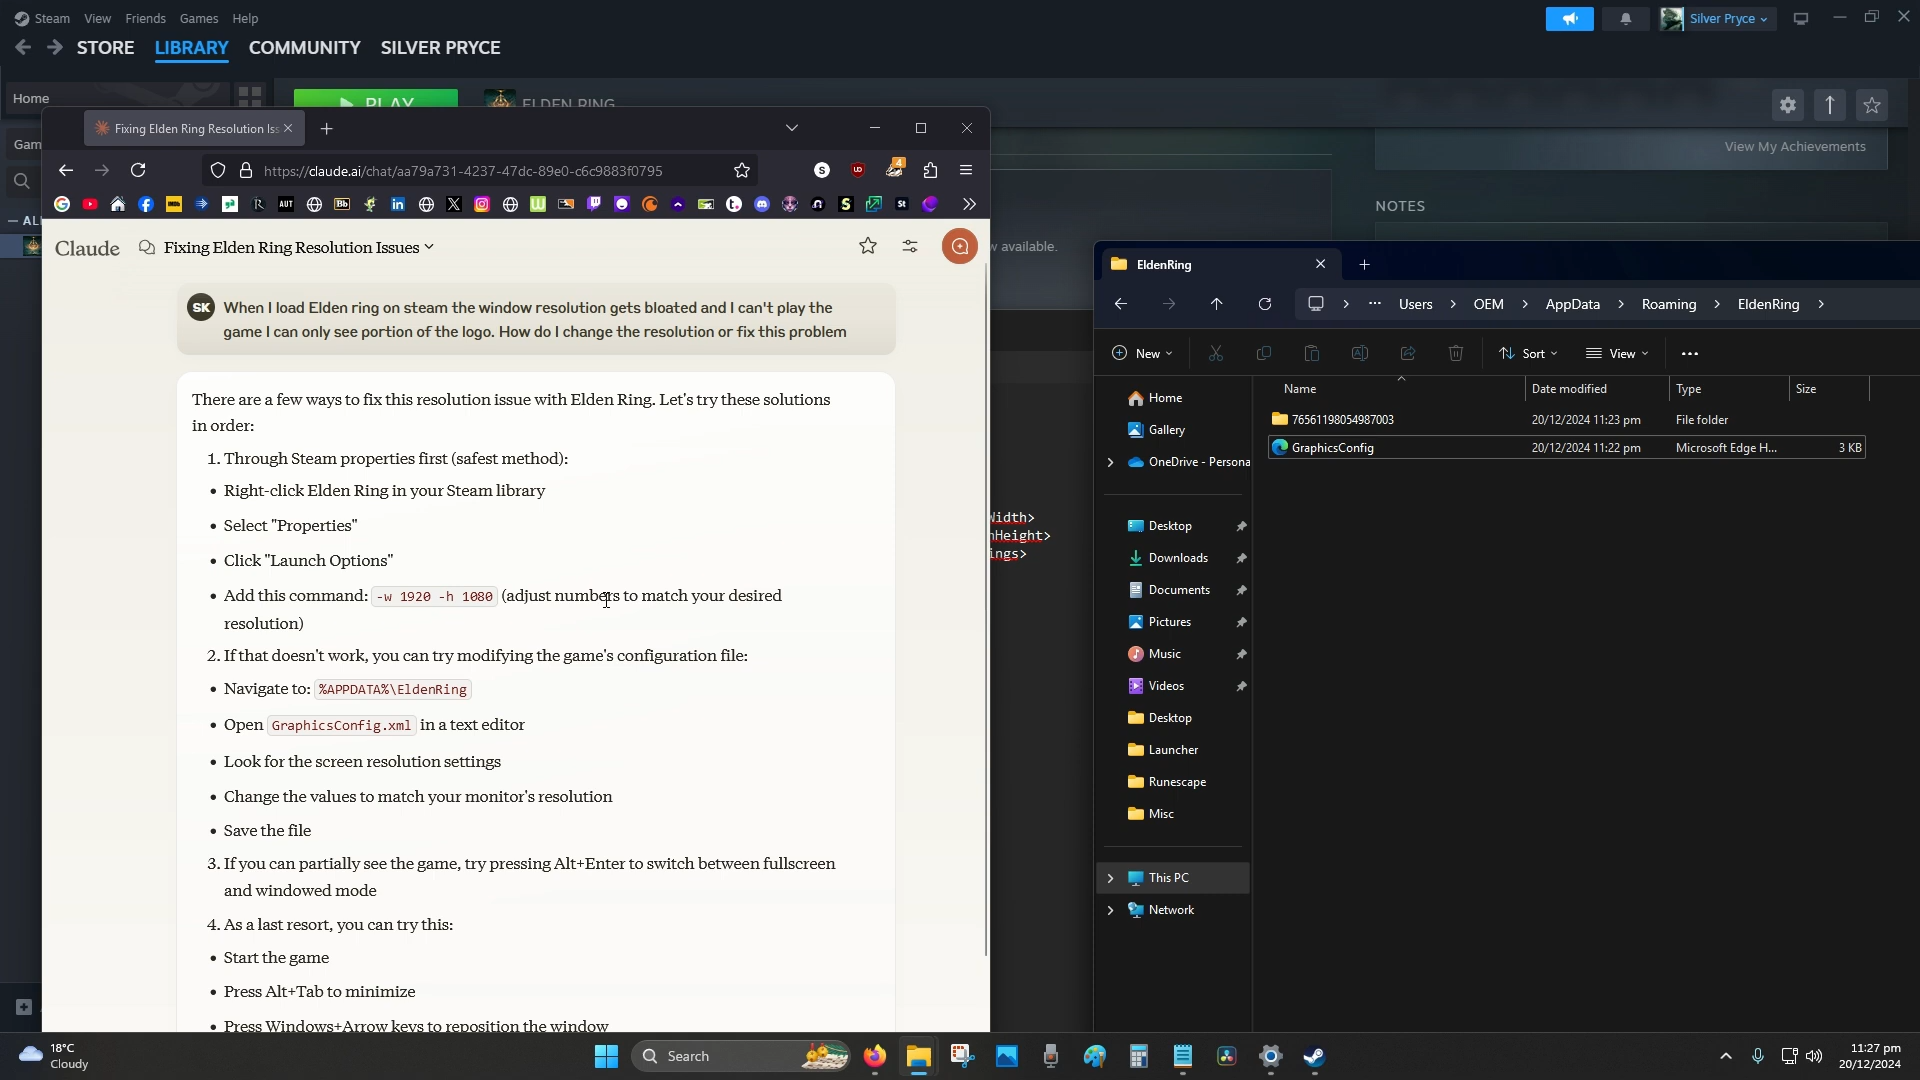 Steam View Friends Games Help
Silver Pryce
STORE LIBRARY COMMUNITY SILVER PRYCE
Home
PLAY
ELDEN RING
Fixing Elden Ring Resolution Iss
Gam
View My Achievements
https://claude.ai/chat/aa79a731-4237-47dc-89e0-c6c9883f0795
4
NOTES
AL
Claude
Fixing Elden Ring Resolution Issues
w available.
EldenRing
SK
When I load Elden ring on steam the window resolution gets bloated and I can't play the
game I can only see portion of the logo. How do I change the resolution or fix this problem
Users > OEM > AppData > Roaming > EldenRing >
New
Sort
View
There are a few ways to fix this resolution issue with Elden Ring. Let's try these solutions
in order:
1. Through Steam properties first (safest method):
• Right-click Elden Ring in your Steam library
• Select "Properties"
• Click "Launch Options"
• Add this command: -w 1920 -h 1080 (adjust numbers to match your desired
resolution)
2. If that doesn't work, you can try modifying the game's configuration file:
• Navigate to: %APPDATA%\EldenRing
• Open GraphicsConfig.xml in a text editor
• Look for the screen resolution settings
• Change the values to match your monitor's resolution
• Save the file
3. If you can partially see the game, try pressing Alt+Enter to switch between fullscreen
and windowed mode
4. As a last resort, you can try this:
• Start the game
• Press Alt+Tab to minimize
• Press Windows+Arrow keys to reposition the window
Width>
nHeight>
ings>
Name Date modified Type Size
76561198054987003 20/12/2024 11:23 pm File folder
GraphicsConfig 20/12/2024 11:22 pm Microsoft Edge H... 3 KB
Home
Gallery
OneDrive - Persona
Desktop
Downloads
Documents
Pictures
Music
Videos
Desktop
Launcher
Runescape
Misc
This PC
Network
18°C
Cloudy
Search
11:27 pm
20/12/2024